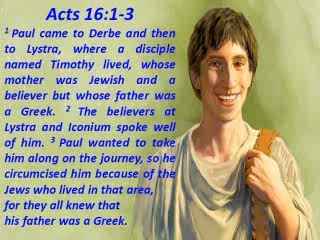 Acts 16:1-3
1 Paul came to Derbe and then
to Lystra, where a disciple
named Timothy lived, whose
mother was Jewish and a
believer but whose father was
a Greek. 2 The believers at
Lystra and Iconium spoke well
of him. 3 Paul wanted to take
him along on the journey, so he
circumcised him because of the
Jews who lived in that area,
for they all knew that
his father was a Greek.